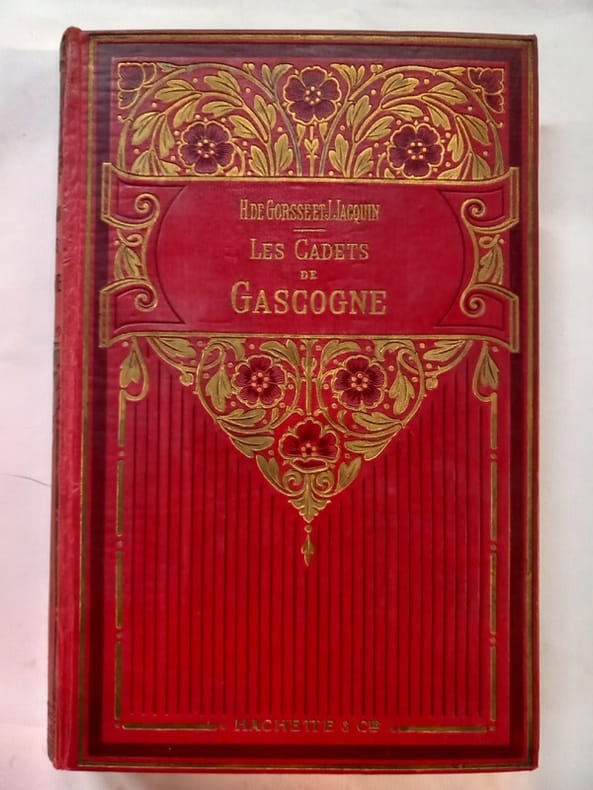 H. DE GORSSE ET J. JACQUIN
LES CADETS
DE
GASCOGNE
HACHETTE & Cie